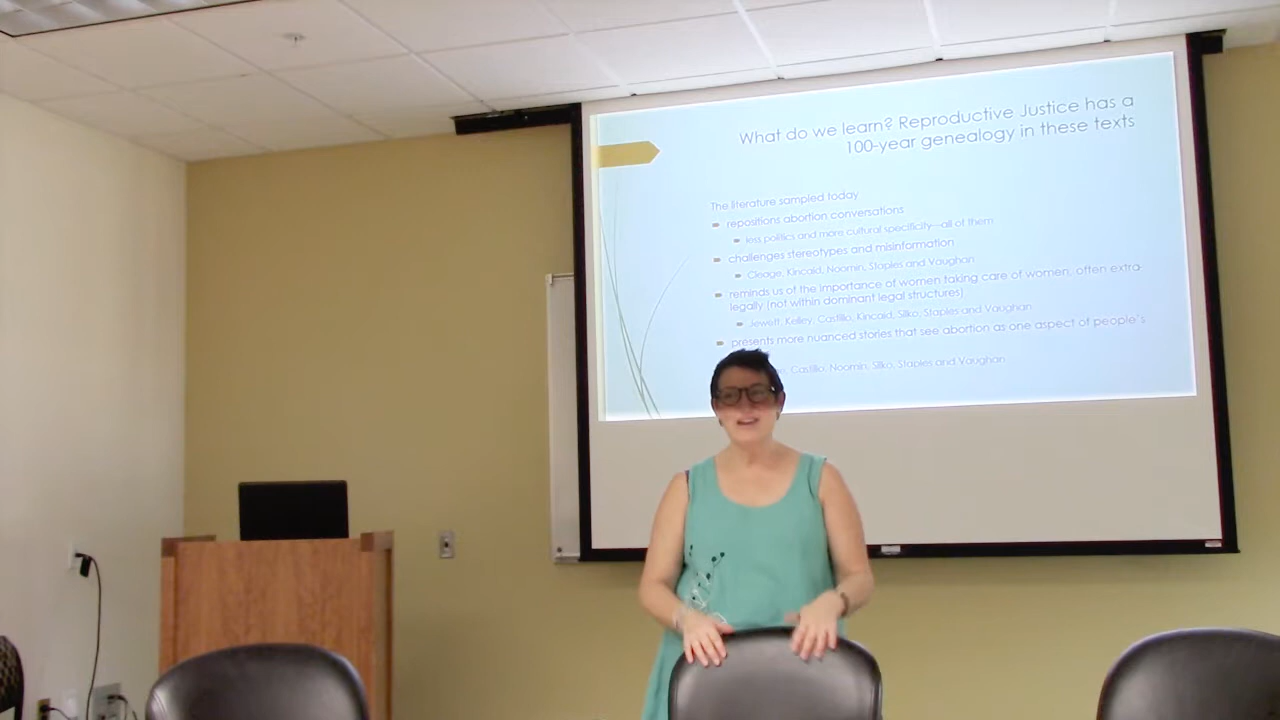 What do we learn? Reproductive Justice has a
100-year genealogy in these texts
The literature sampled today
repositions abortion conversations
less politics and more cultural specificity—all of them
challenges stereotypes and misinformation
Cleage, Kincaid, Noomin, Staples and Vaughan
reminds us of the importance of women taking care of women, often extra-
legally (not within dominant legal structures)
Jewett, Kelley, Castillo, Kincaid, Silko, Staples and Vaughan
presents more nuanced stories that see abortion as one aspect of people's
Castillo, Noomin, Silko, Staples and Vaughan